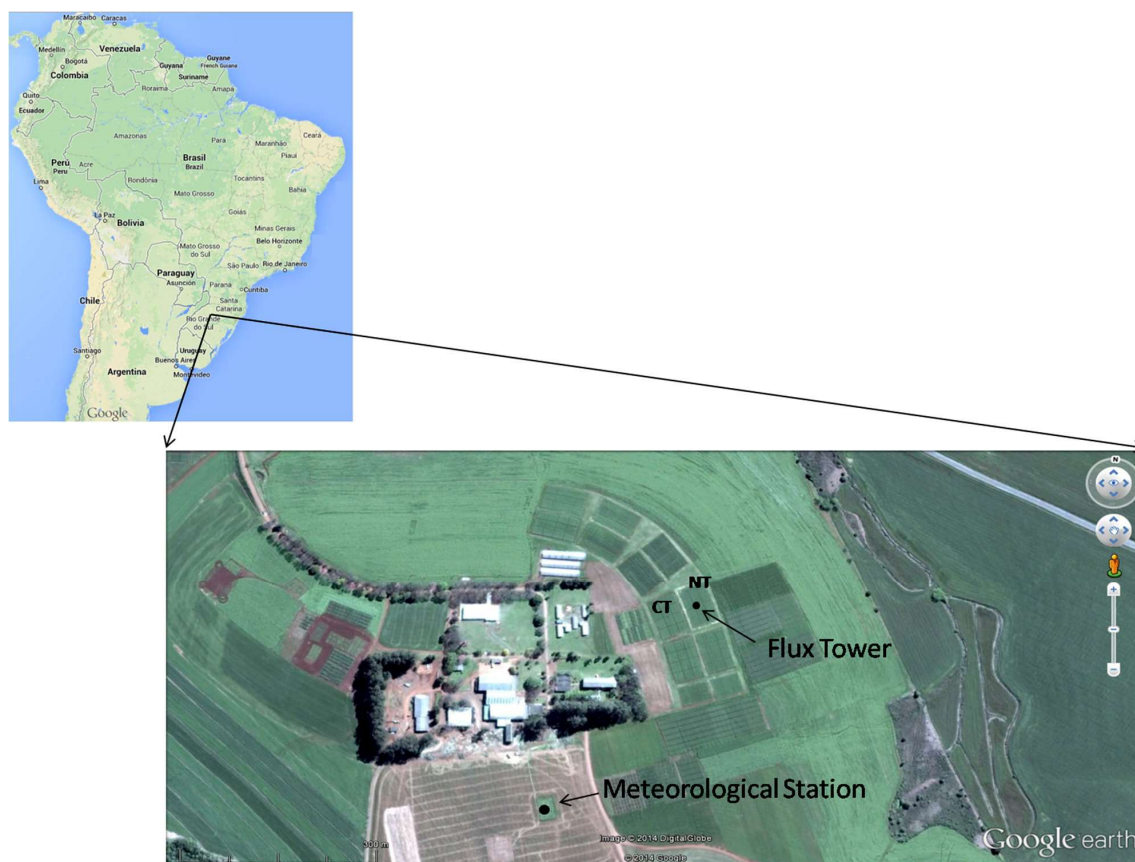 Maracaibo
Caracas
Medellín
Venezuela
Bogotá
Colombia
Guyana
Guyane
French Guiana
Suriname
Quito
Ecuador
Roraima
Amapa
Amazonas
Pará
Maranhão
Ceará
Piauí
Perú
Peru
Acre
Brasil
Brazil
Rondônia
Tocantins
Lima
Mato Grosso
Bahia
La Paz
Bolivia
Goiás
Minas Gerais
Mato Grosso
do Sul
Belo Horizonte
São Paulo
Rio de Janeiro
Paraguay
Asunción
Paraná
Curitiba
Chile
Santa
Catarina
Rio Grande
do Sul
Santiago
Uruguay
Buenos Aires
Montevideo
Argentina
Google
N
NT
CT
Flux Tower
Meteorological Station
Image © 2014 DigitalGlobe
© 2014 Google
300 m
Google earth